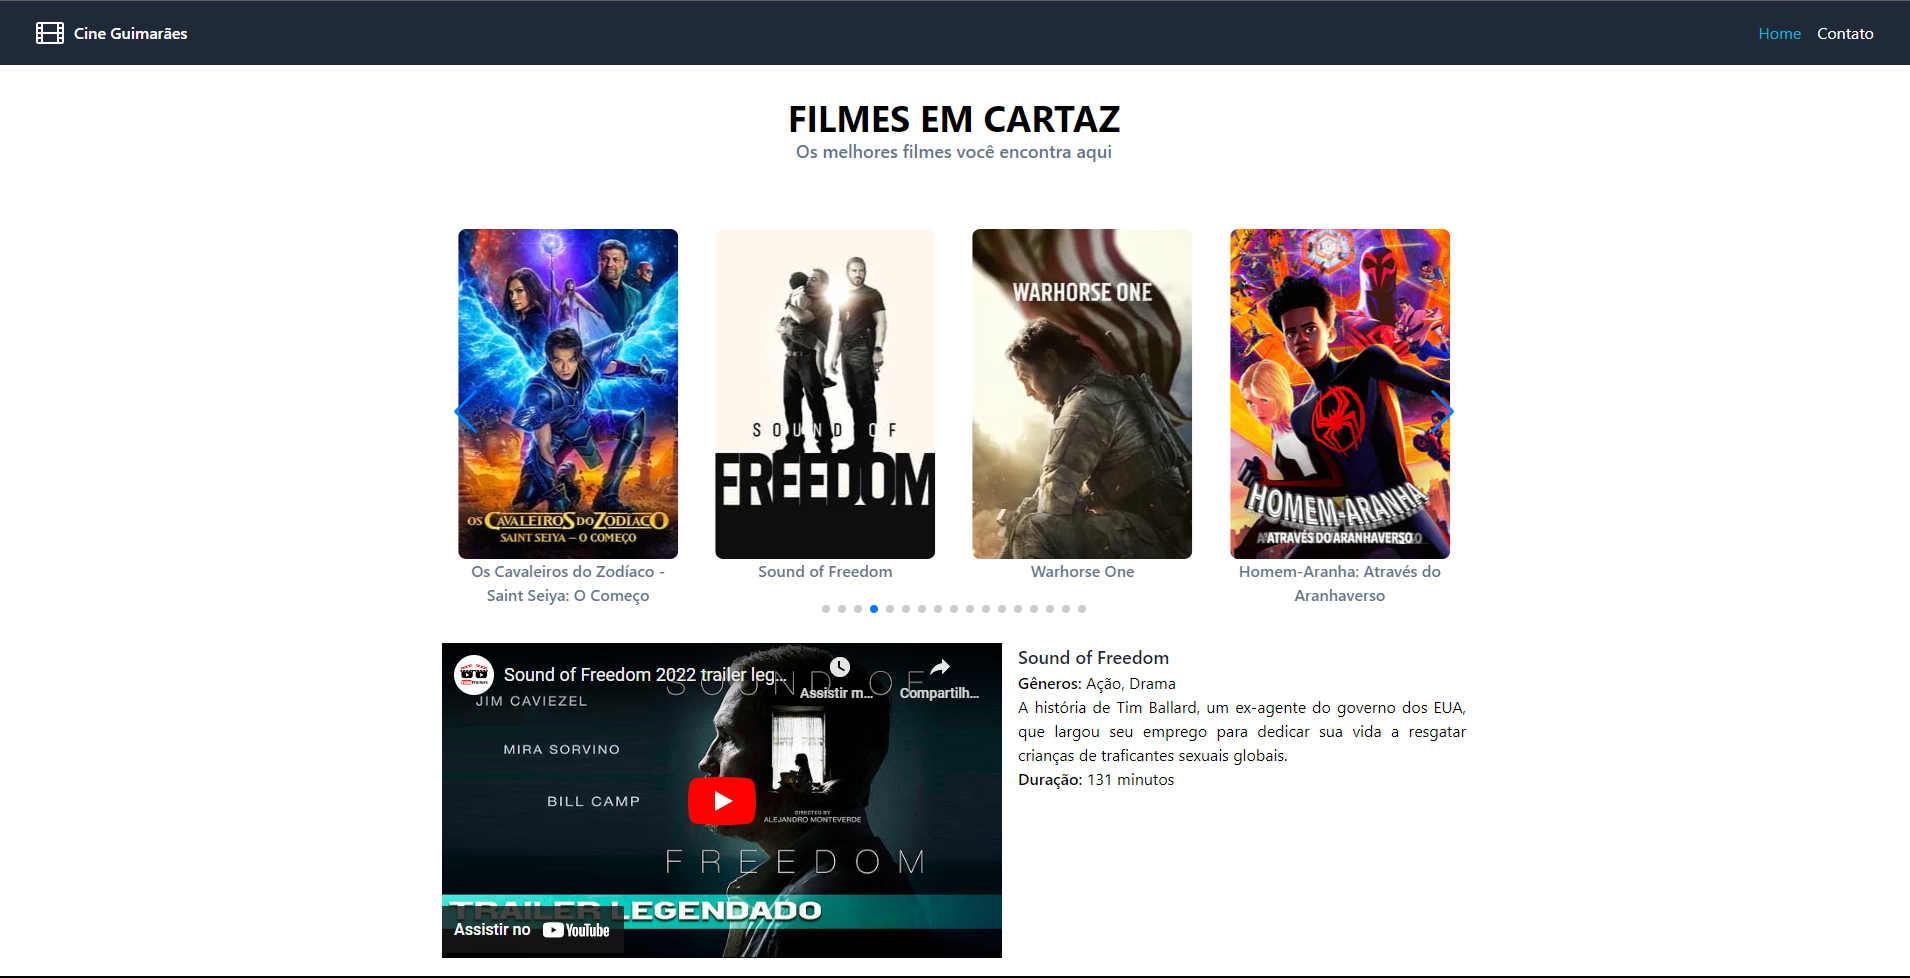 Cine Guimarães
Home Contato
FILMES EM CARTAZ
Os melhores filmes você encontra aqui
OS CAVALEIROS DO ZODÍACO
SAINT SEIYA – O COMEÇO
SOUND OF
FREEDOM
WARHORSE ONE
HOMEM-ARANHA
ATRAVÉS DO ARANHAVERSO
Os Cavaleiros do Zodíaco -
Saint Seiya: O Começo
Sound of Freedom
Warhorse One
Homem-Aranha: Através do
Aranhaverso
Sound of Freedom 2022 trailer leg...
Assistir m...
Compartilh...
SOUND OF
JIM CAVIEZEL
MIRA SORVINO
BILL CAMP
DIRECTED BY
ALEJANDRO MONTEVERDE
FREEDOM
TRAILER LEGENDADO
Assistir no YouTube
Sound of Freedom
Gêneros: Ação, Drama
A história de Tim Ballard, um ex-agente do governo dos EUA,
que largou seu emprego para dedicar sua vida a resgatar
crianças de traficantes sexuais globais.
Duração: 131 minutos